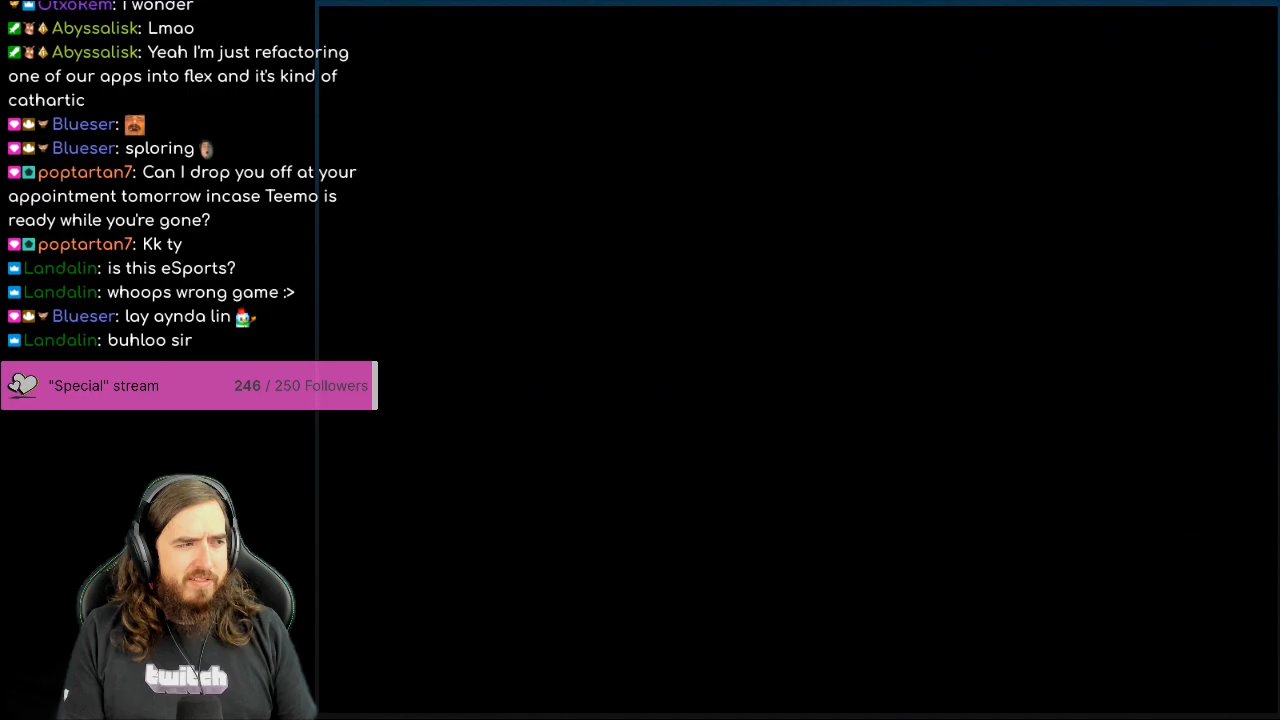 OtxoRem: i wonder
Abyssalisk: Lmao
Abyssalisk: Yeah I'm just refactoring
one of our apps into flex and it's kind of
cathartic
Blueser:
Blueser: sploring
poptartan7: Can I drop you off at your
appointment tomorrow incase Teemo is
ready while you're gone?
poptartan7: Kk ty
Landalin: is this eSports?
Landalin: whoops wrong game :>
Blueser: lay aynda lin
Landalin: buhloo sir
"Special" stream 246 / 250 Followers
twitch